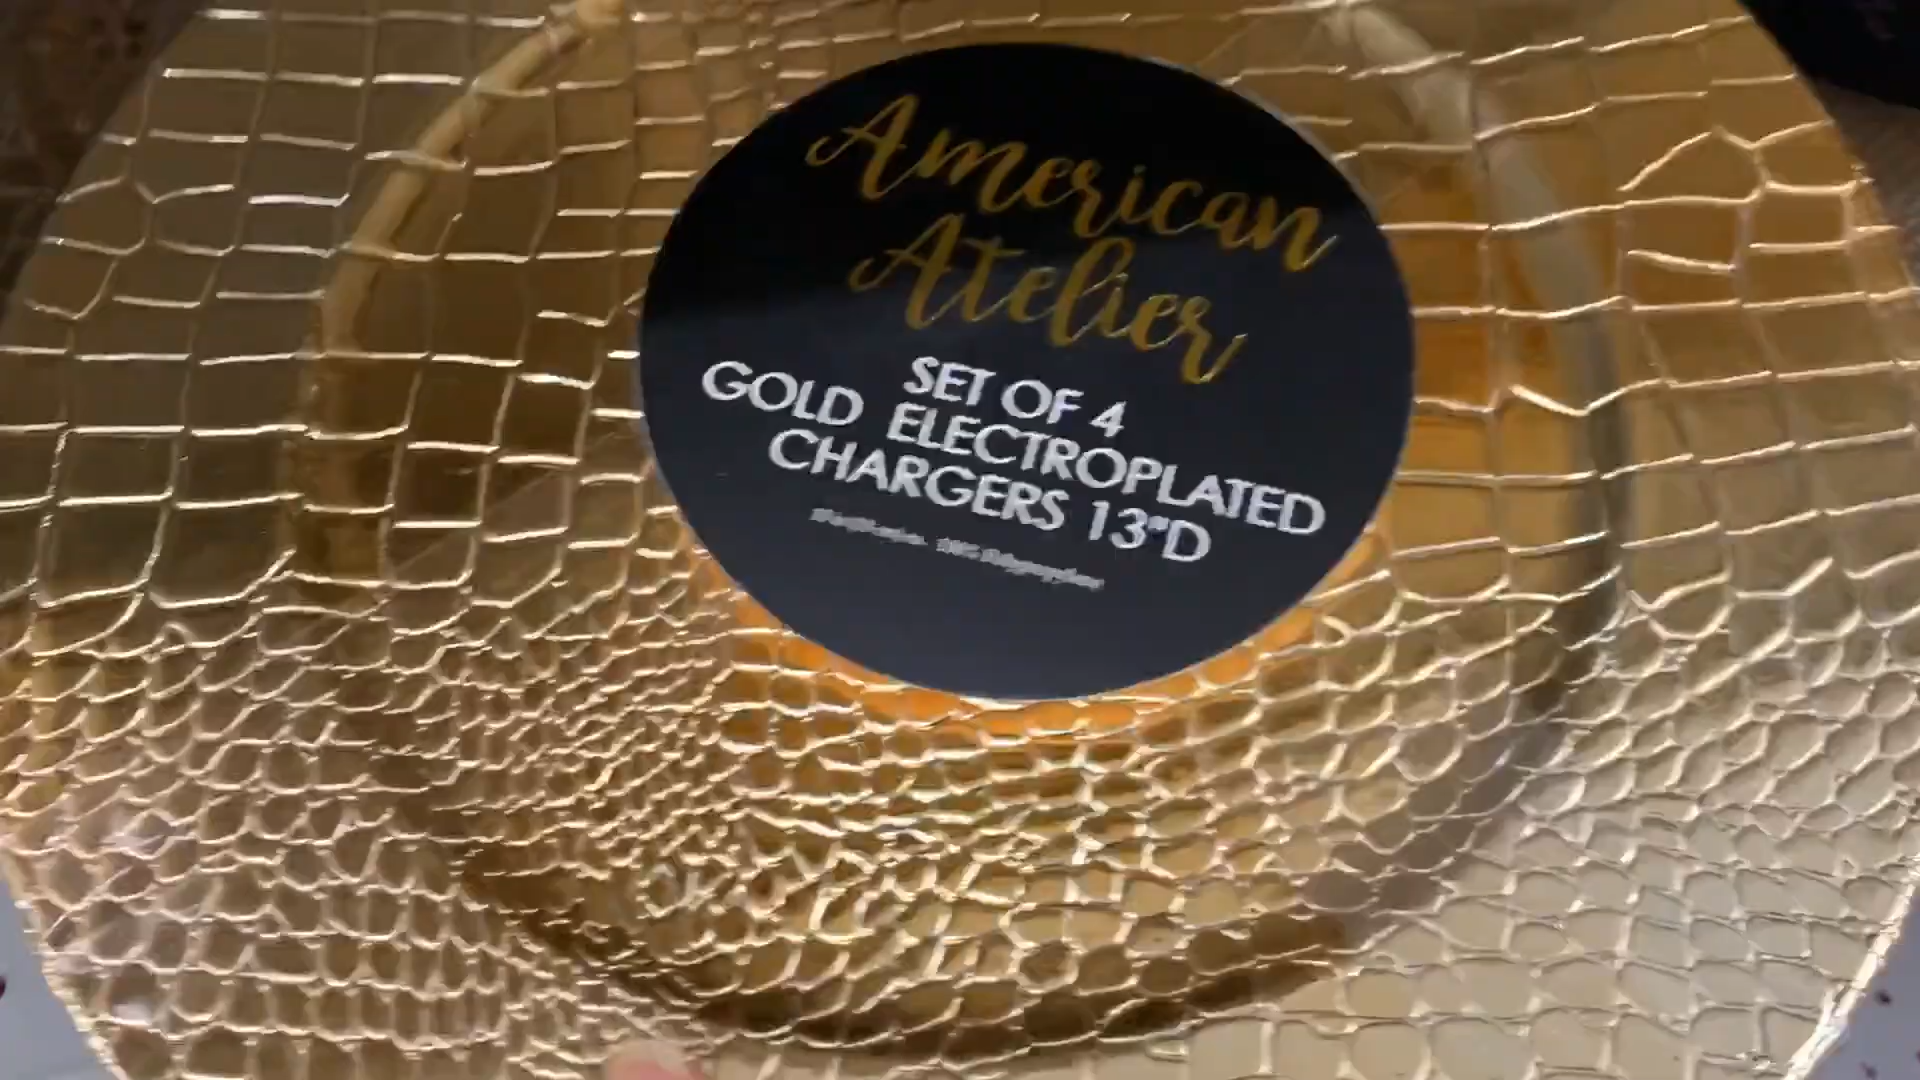 American
Atelier
SET OF 4
GOLD ELECTROPLATED
CHARGERS 13"D